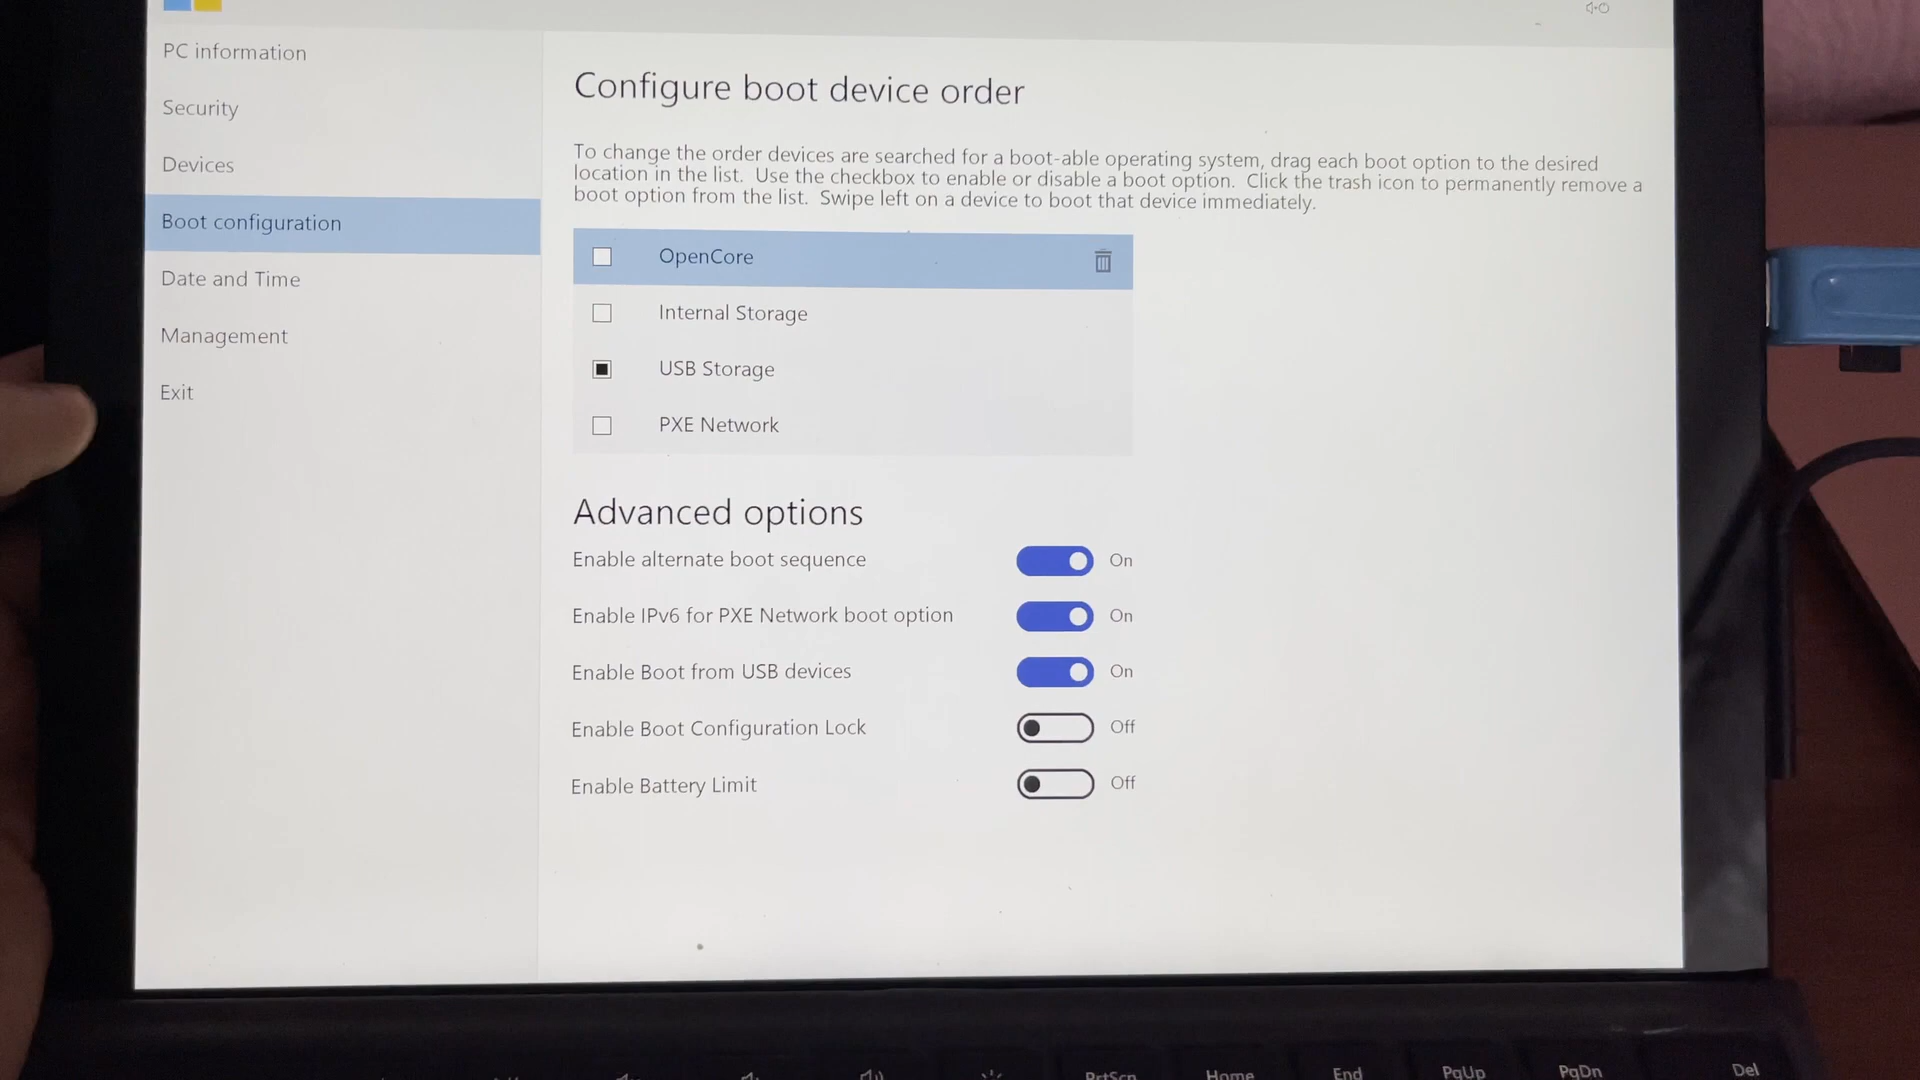 PC information
Security
Devices
Boot configuration
Date and Time
Management
Exit
Configure boot device order
To change the order devices are searched for a boot-able operating system, drag each boot option to the desired
location in the list.  Use the checkbox to enable or disable a boot option.  Click the trash icon to permanently remove a
boot option from the list.  Swipe left on a device to boot that device immediately.
OpenCore
Internal Storage
USB Storage
PXE Network
Advanced options
Enable alternate boot sequence On
Enable IPv6 for PXE Network boot option On
Enable Boot from USB devices On
Enable Boot Configuration Lock Off
Enable Battery Limit Off
PrtScn Home End PgUp PgDn Del